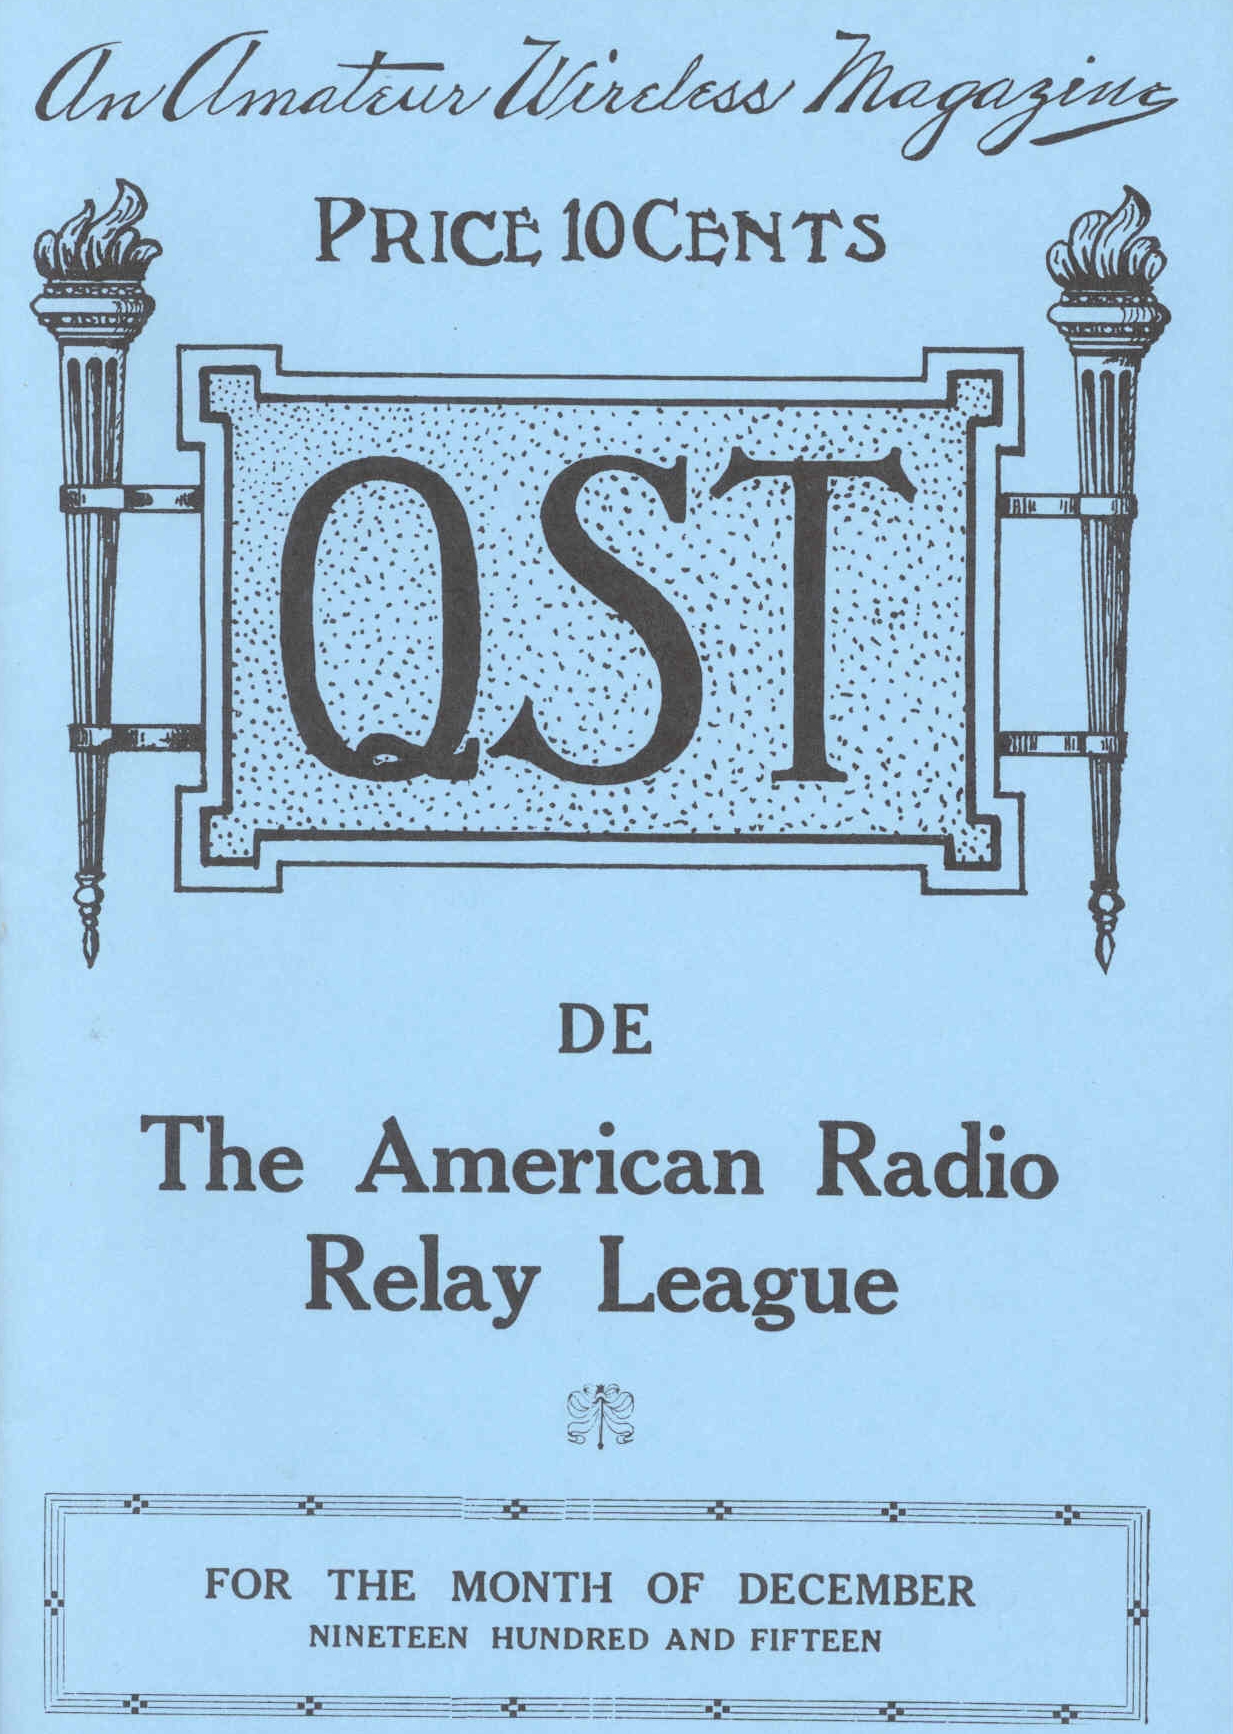 An Amateur Wireless Magazine
PRICE 10 CENTS
QST
DE
The American Radio
Relay League
FOR THE MONTH OF DECEMBER
NINETEEN HUNDRED AND FIFTEEN